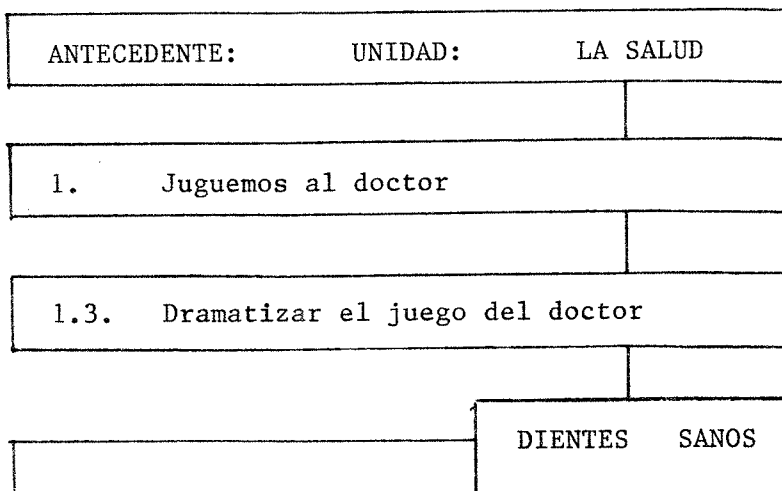 ANTECEDENTE: UNIDAD: LA SALUD
1. Juguemos al doctor
1.3. Dramatizar el juego del doctor
DIENTES SANOS